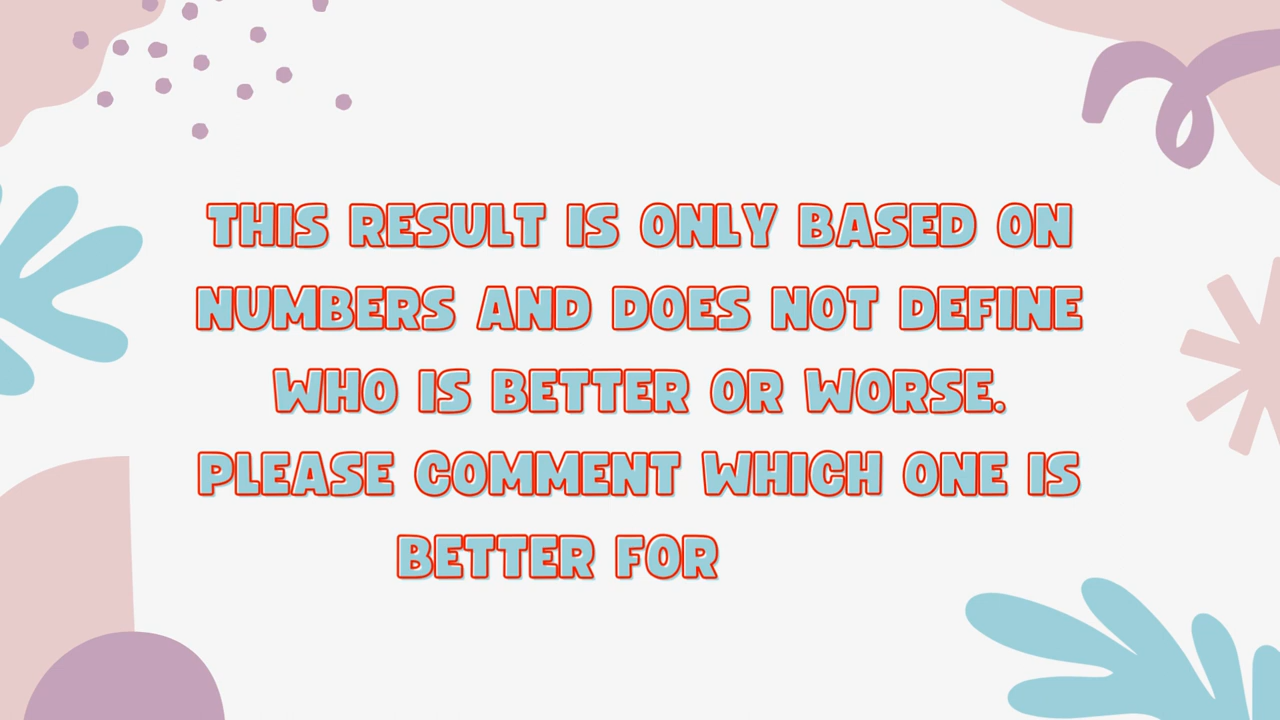 THIS RESULT IS ONLY BASED ON
NUMBERS AND DOES NOT DEFINE
WHO IS BETTER OR WORSE.
PLEASE COMMENT WHICH ONE IS
BETTER FOR